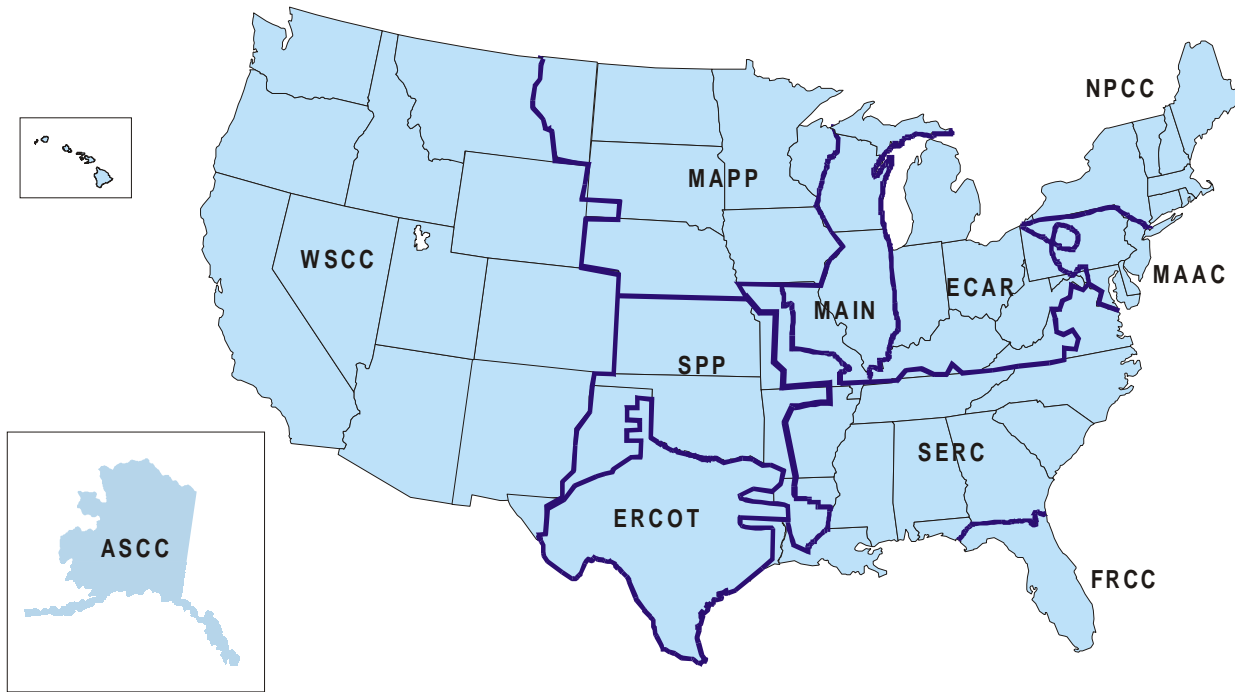 NPCC
MAPP
WSCC
ECAR
MAAC
MAIN
SPP
SERC
ERCOT
ASCC
FRCC